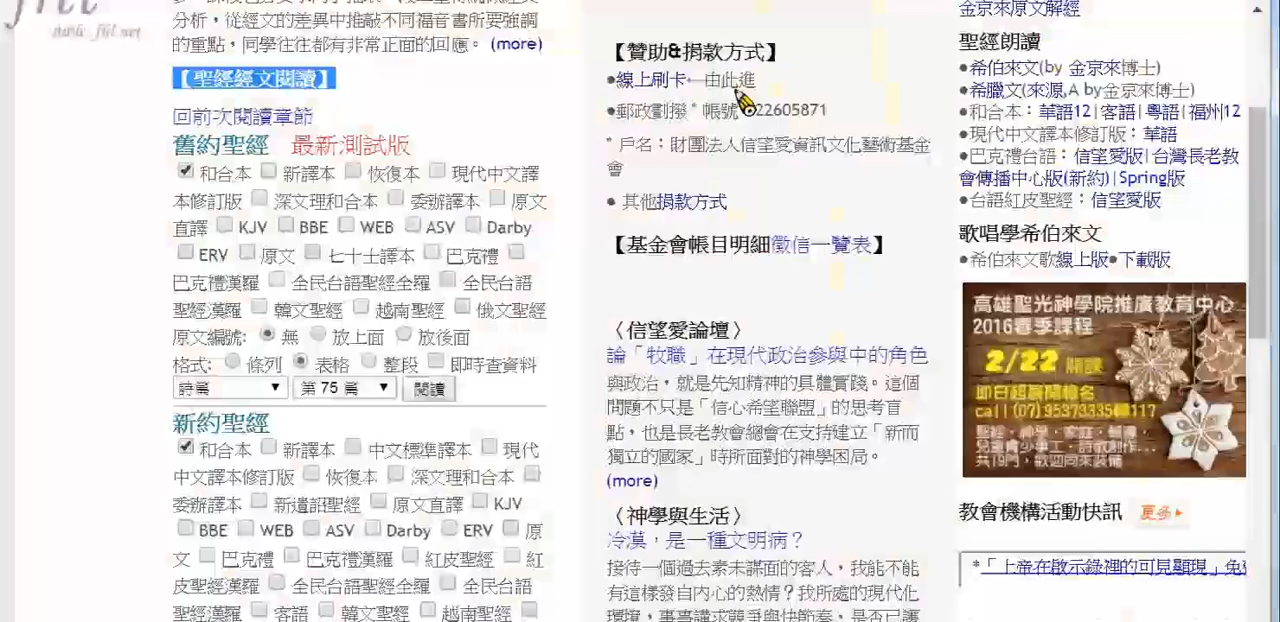 分析，從經文的差異中推敲不同福音書所要強調
的重點，同學往往都有非常正面的回應。 (more)
【聖經經文閱讀】
回前次閱讀章節
舊約聖經 最新測試版
和合本 新譯本 恢復本 現代中文譯
本修訂版 深文理和合本 委辦譯本 原文
直譯 KJV BBE WEB ASV Darby
ERV 原文 七十士譯本 巴克禮
巴克禮漢羅 全民台語聖經全羅 全民台語
聖經漢羅 韓文聖經 越南聖經 俄文聖經
原文編號: 無 放上面 放後面
格式: 條列 表格 整段 即時查資料
詩篇 第 75 篇 閱讀
新約聖經
和合本 新譯本 中文標準譯本 現代
中文譯本修訂版 恢復本 深文理和合本
委辦譯本 新遺詔聖經 原文直譯 KJV
BBE WEB ASV Darby ERV 原
文 巴克禮 巴克禮漢羅 紅皮聖經 紅
皮聖經漢羅 全民台語聖經全羅 全民台語
聖經漢羅 客語 韓文聖經 越南聖經
【贊助&捐款方式】
●線上刷卡←由此進
●郵政劃撥 * 帳號 22605871
* 戶名：財團法人信望愛資訊文化藝術基金
會
● 其他捐款方式
【基金會帳目明細徵信一覽表】
〈信望愛論壇〉
論「牧職」在現代政治參與中的角色
與政治，就是先知精神的具體實踐。這個
問題不只是「信心希望聯盟」的思考盲
點，也是長老教會總會在支持建立「新而
獨立的國家」時所面對的神學困局。
(more)
〈神學與生活〉
冷漠，是一種文明病？
接待一個過去素未謀面的客人，我能不能
有這樣發自內心的熱情？我所處的現代化
環境，事事講求競爭與快節奏，是否已讓
金京來原文解經
聖經朗讀
●希伯來文(by 金京來博士)
●希臘文(來源,A by金京來博士)
●和合本：華語12|客語|粵語|福州12
●現代中文譯本修訂版：華語
●巴克禮台語：信望愛版|台灣長老教
會傳播中心版(新約)|Spring版
●台語紅皮聖經：信望愛版
歌唱學希伯來文
●希伯來文歌線上版●下載版
高雄聖光神學院推廣教育中心
2016春季課程
2/22 開課
即日起展開報名
教會機構活動快訊 更多
*「上帝在啟示錄裡的可見顯現」免